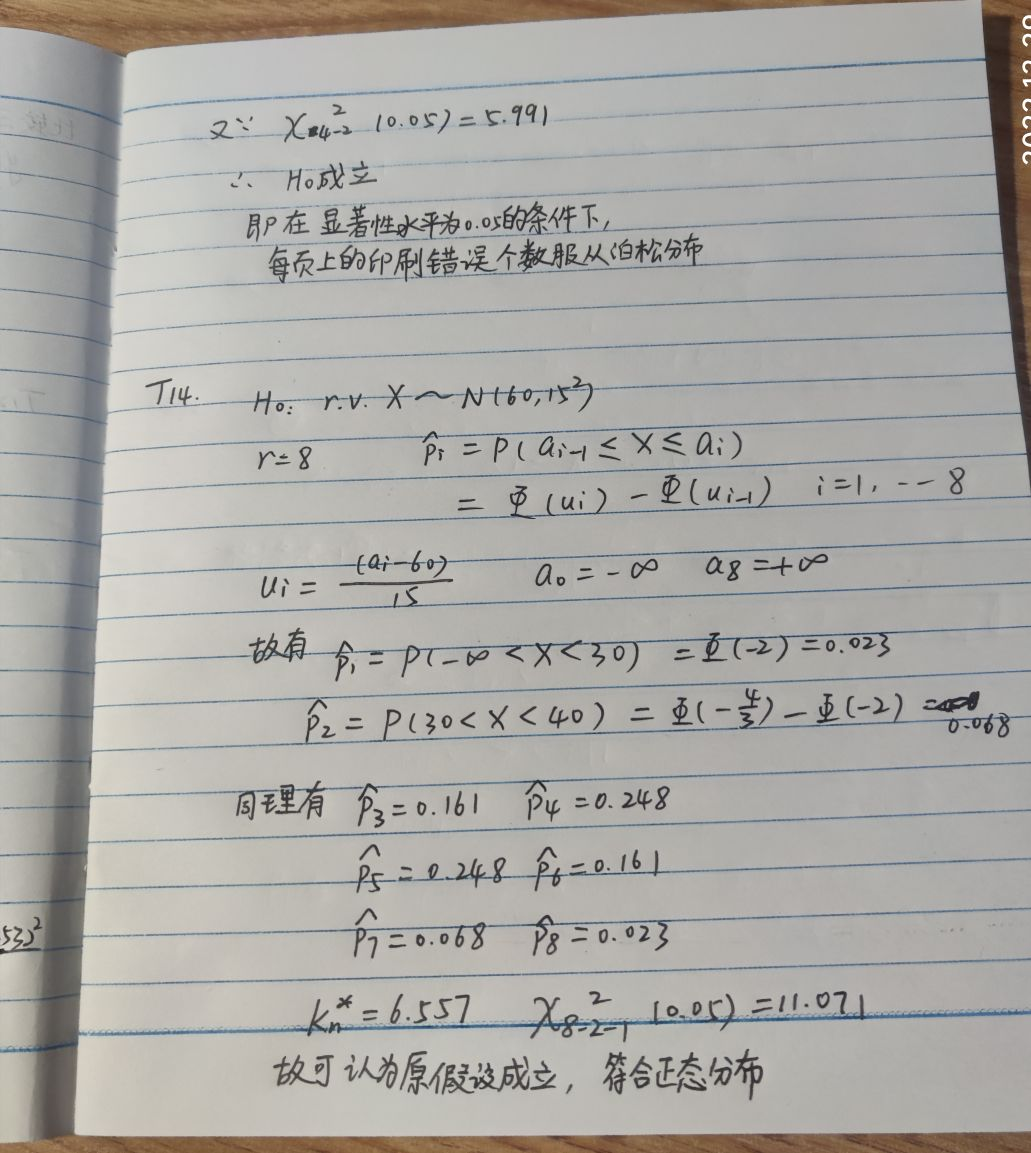 又∵ χ²₄₋₂ (0.05) = 5.991
∴ H₀成立
即在显著性水平为0.05的条件下,
每页上的印刷错误个数服从泊松分布
T14. H₀: r.v. X ~ N(60, 15²)
r=8 p̂ᵢ = P(aᵢ₋₁ ≤ X ≤ aᵢ)
= Φ(uᵢ) - Φ(uᵢ₋₁) i=1, -- 8
uᵢ = (aᵢ-60)/15 a₀ = -∞ a₈ = +∞
故有 p̂₁ = P(-∞ < X < 30) = Φ(-2) = 0.023
p̂₂ = P(30 < X < 40) = Φ(-4/3) - Φ(-2) = 0.068
同理有 p̂₃ = 0.161 p̂₄ = 0.248
p̂₅ = 0.248 p̂₆ = 0.161
p̂₇ = 0.068 p̂₈ = 0.023
Kₙ* = 6.557 χ²₈₋₂₋₁ (0.05) = 11.071
故可认为原假设成立, 符合正态分布
53)²